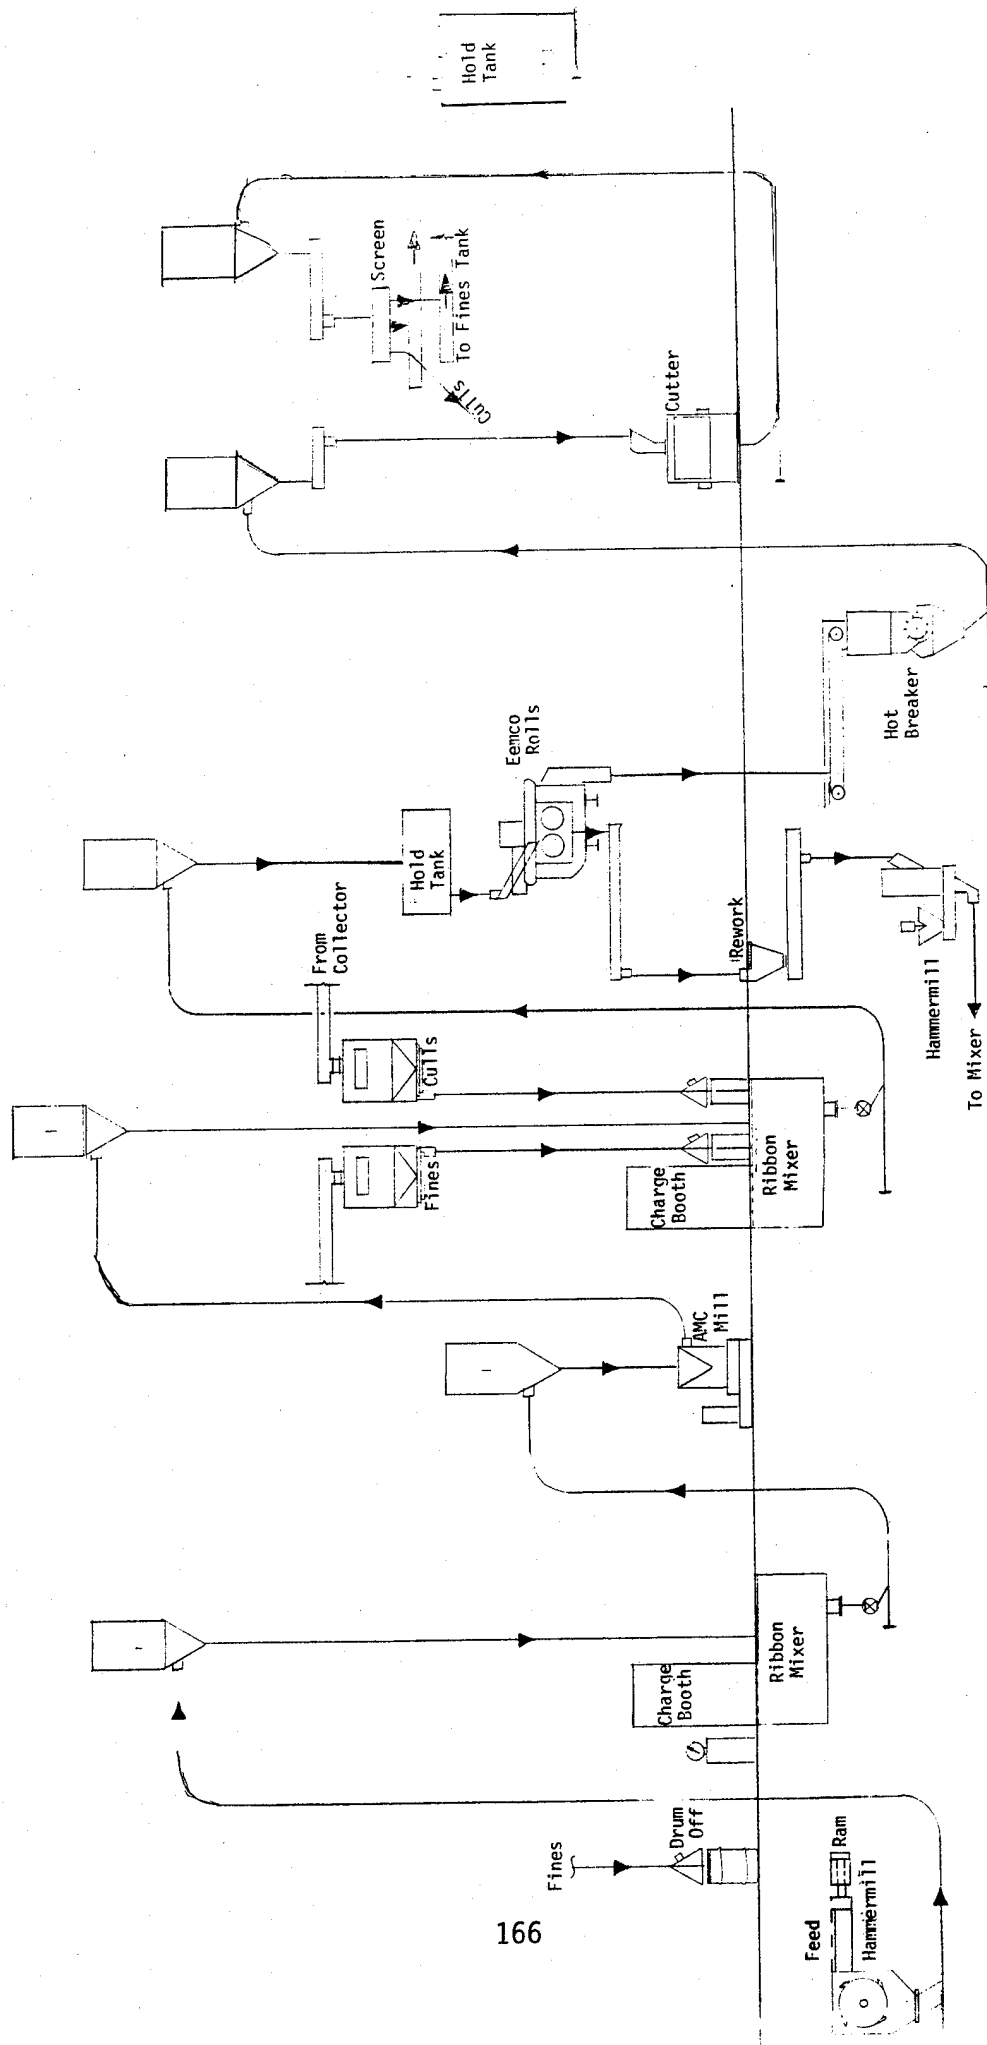 Hold
Tank
Screen
To Fines Tank
Culls
Cutter
Eemco
Rolls
Hot
Breaker
Hold
Tank
From
Collector
Rework
Hammermill
To Mixer
Culls
Fines
Charge
Booth
Ribbon
Mixer
AMC
Mill
Charge
Booth
Ribbon
Mixer
Fines
Drum
Off
Feed
Ram
Hammermill
166